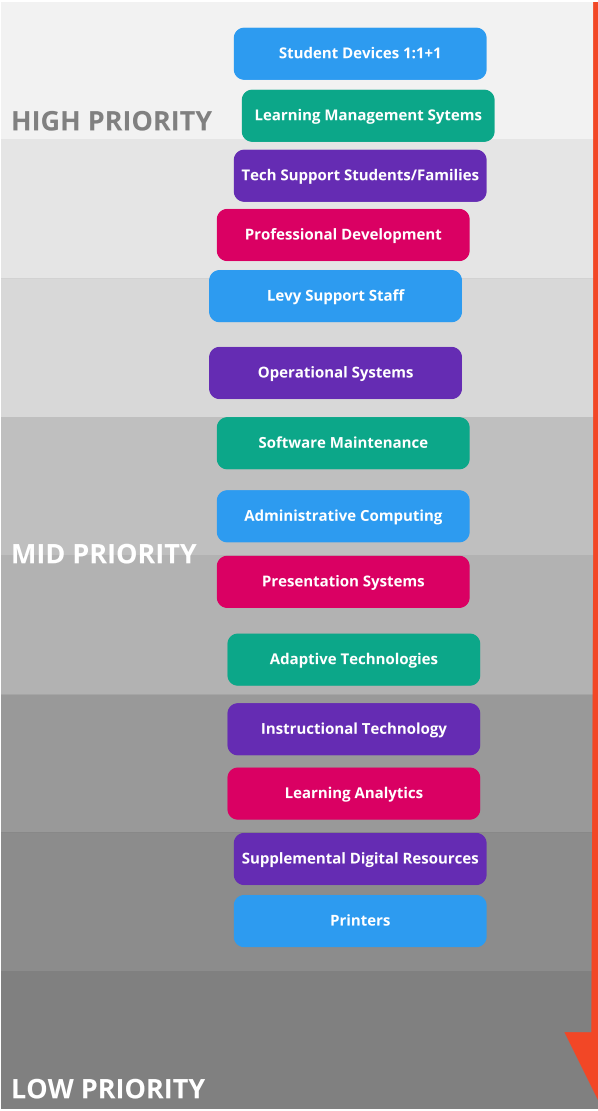 Student Devices 1:1+1
HIGH PRIORITY
Learning Management Sytems
Tech Support Students/Families
Professional Development
Levy Support Staff
Operational Systems
Software Maintenance
Administrative Computing
MID PRIORITY
Presentation Systems
Adaptive Technologies
Instructional Technology
Learning Analytics
Supplemental Digital Resources
Printers
LOW PRIORITY